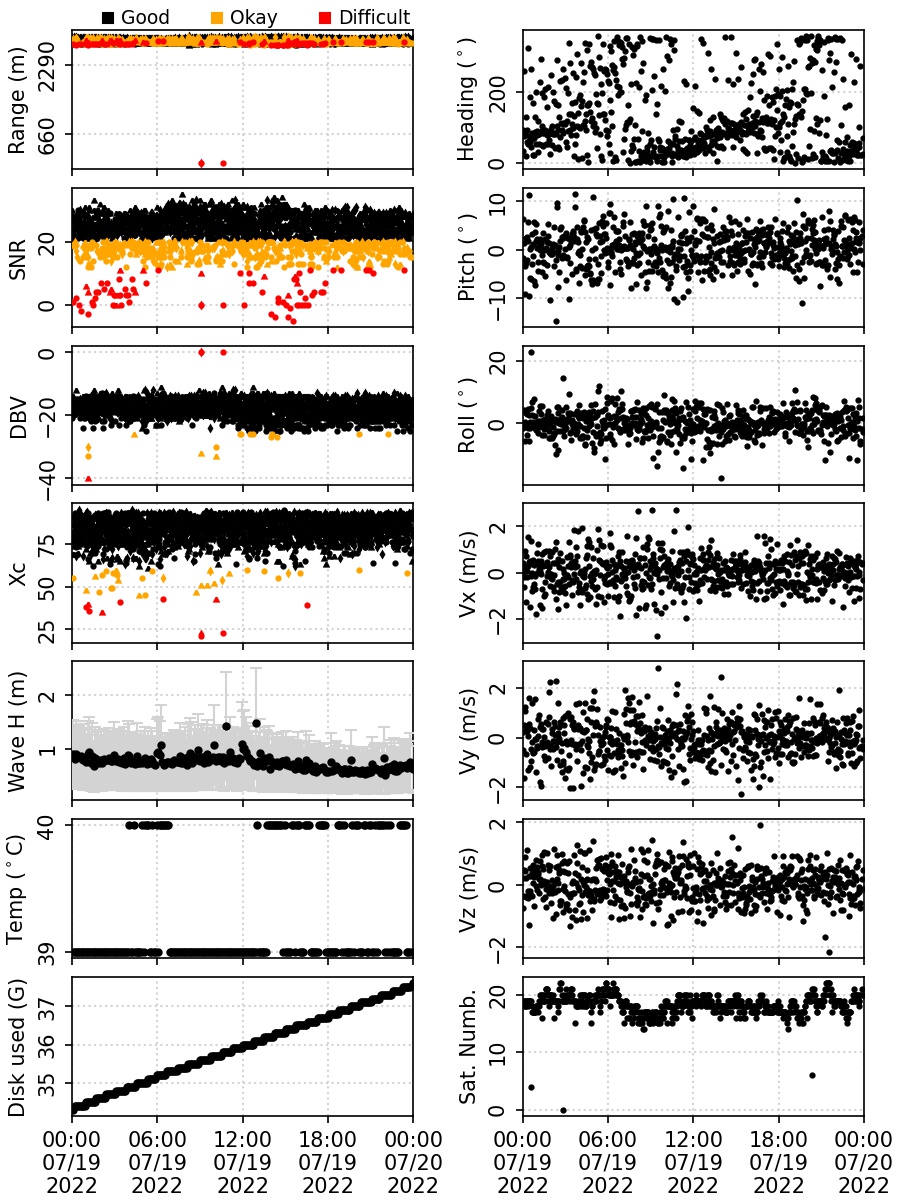 Good Okay Difficult
Range (m)
2290
660
SNR
20
0
DBV
0
−20
−40
Xc
75
50
25
Wave H (m)
2
1
Temp (°C)
40
39
Disk used (G)
37
36
35
00:00 06:00 12:00 18:00 00:00
07/19 07/19 07/19 07/19 07/20
2022 2022 2022 2022 2022
Heading (°)
200
0
Pitch (°)
10
0
−10
Roll (°)
20
0
Vx (m/s)
2
0
−2
Vy (m/s)
2
0
−2
Vz (m/s)
2
0
−2
Sat. Numb.
20
10
0
00:00 06:00 12:00 18:00 00:00
07/19 07/19 07/19 07/19 07/20
2022 2022 2022 2022 2022